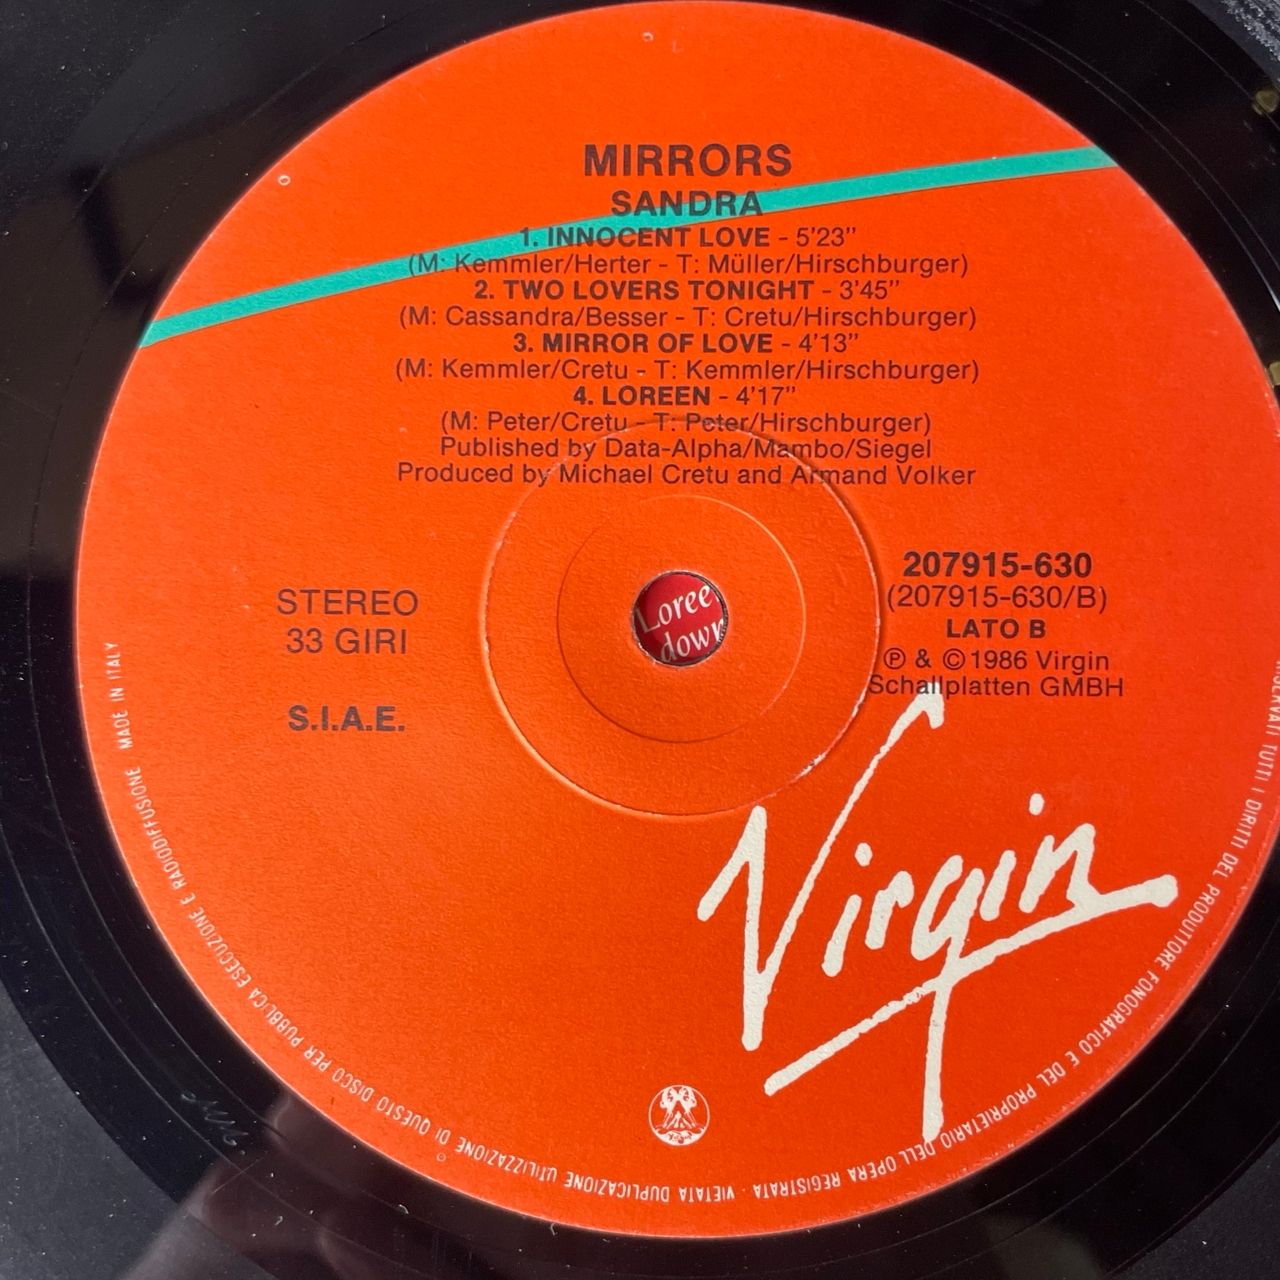 MIRRORS
SANDRA
1. INNOCENT LOVE - 5'23"
(M: Kemmler/Herter - T: Müller/Hirschburger)
2. TWO LOVERS TONIGHT - 3'45"
(M: Cassandra/Besser - T: Cretu/Hirschburger)
3. MIRROR OF LOVE - 4'13"
(M: Kemmler/Cretu - T: Kemmler/Hirschburger)
4. LOREEN - 4'17"
(M: Peter/Cretu - T: Peter/Hirschburger)
Published by Data-Alpha/Mambo/Siegel
Produced by Michael Cretu and Armand Volker
207915-630
(207915-630/B)
LATO B
℗ & © 1986 Virgin
Schallplatten GMBH
STEREO
33 GIRI
S.I.A.E.
Loree
down
Virgin
Virgin
MADE IN ITALY
RISERVATI TUTTI I DIRITTI DEL PRODUTTORE FONOGRAFICO E DEL PROPRIETARIO DELL'OPERA REGISTRATA · VIETATA DUPLICAZIONE UTILIZZAZIONE DI QUESTO DISCO PER PUBBLICA ESECUZIONE E RADIODIFFUSIONE